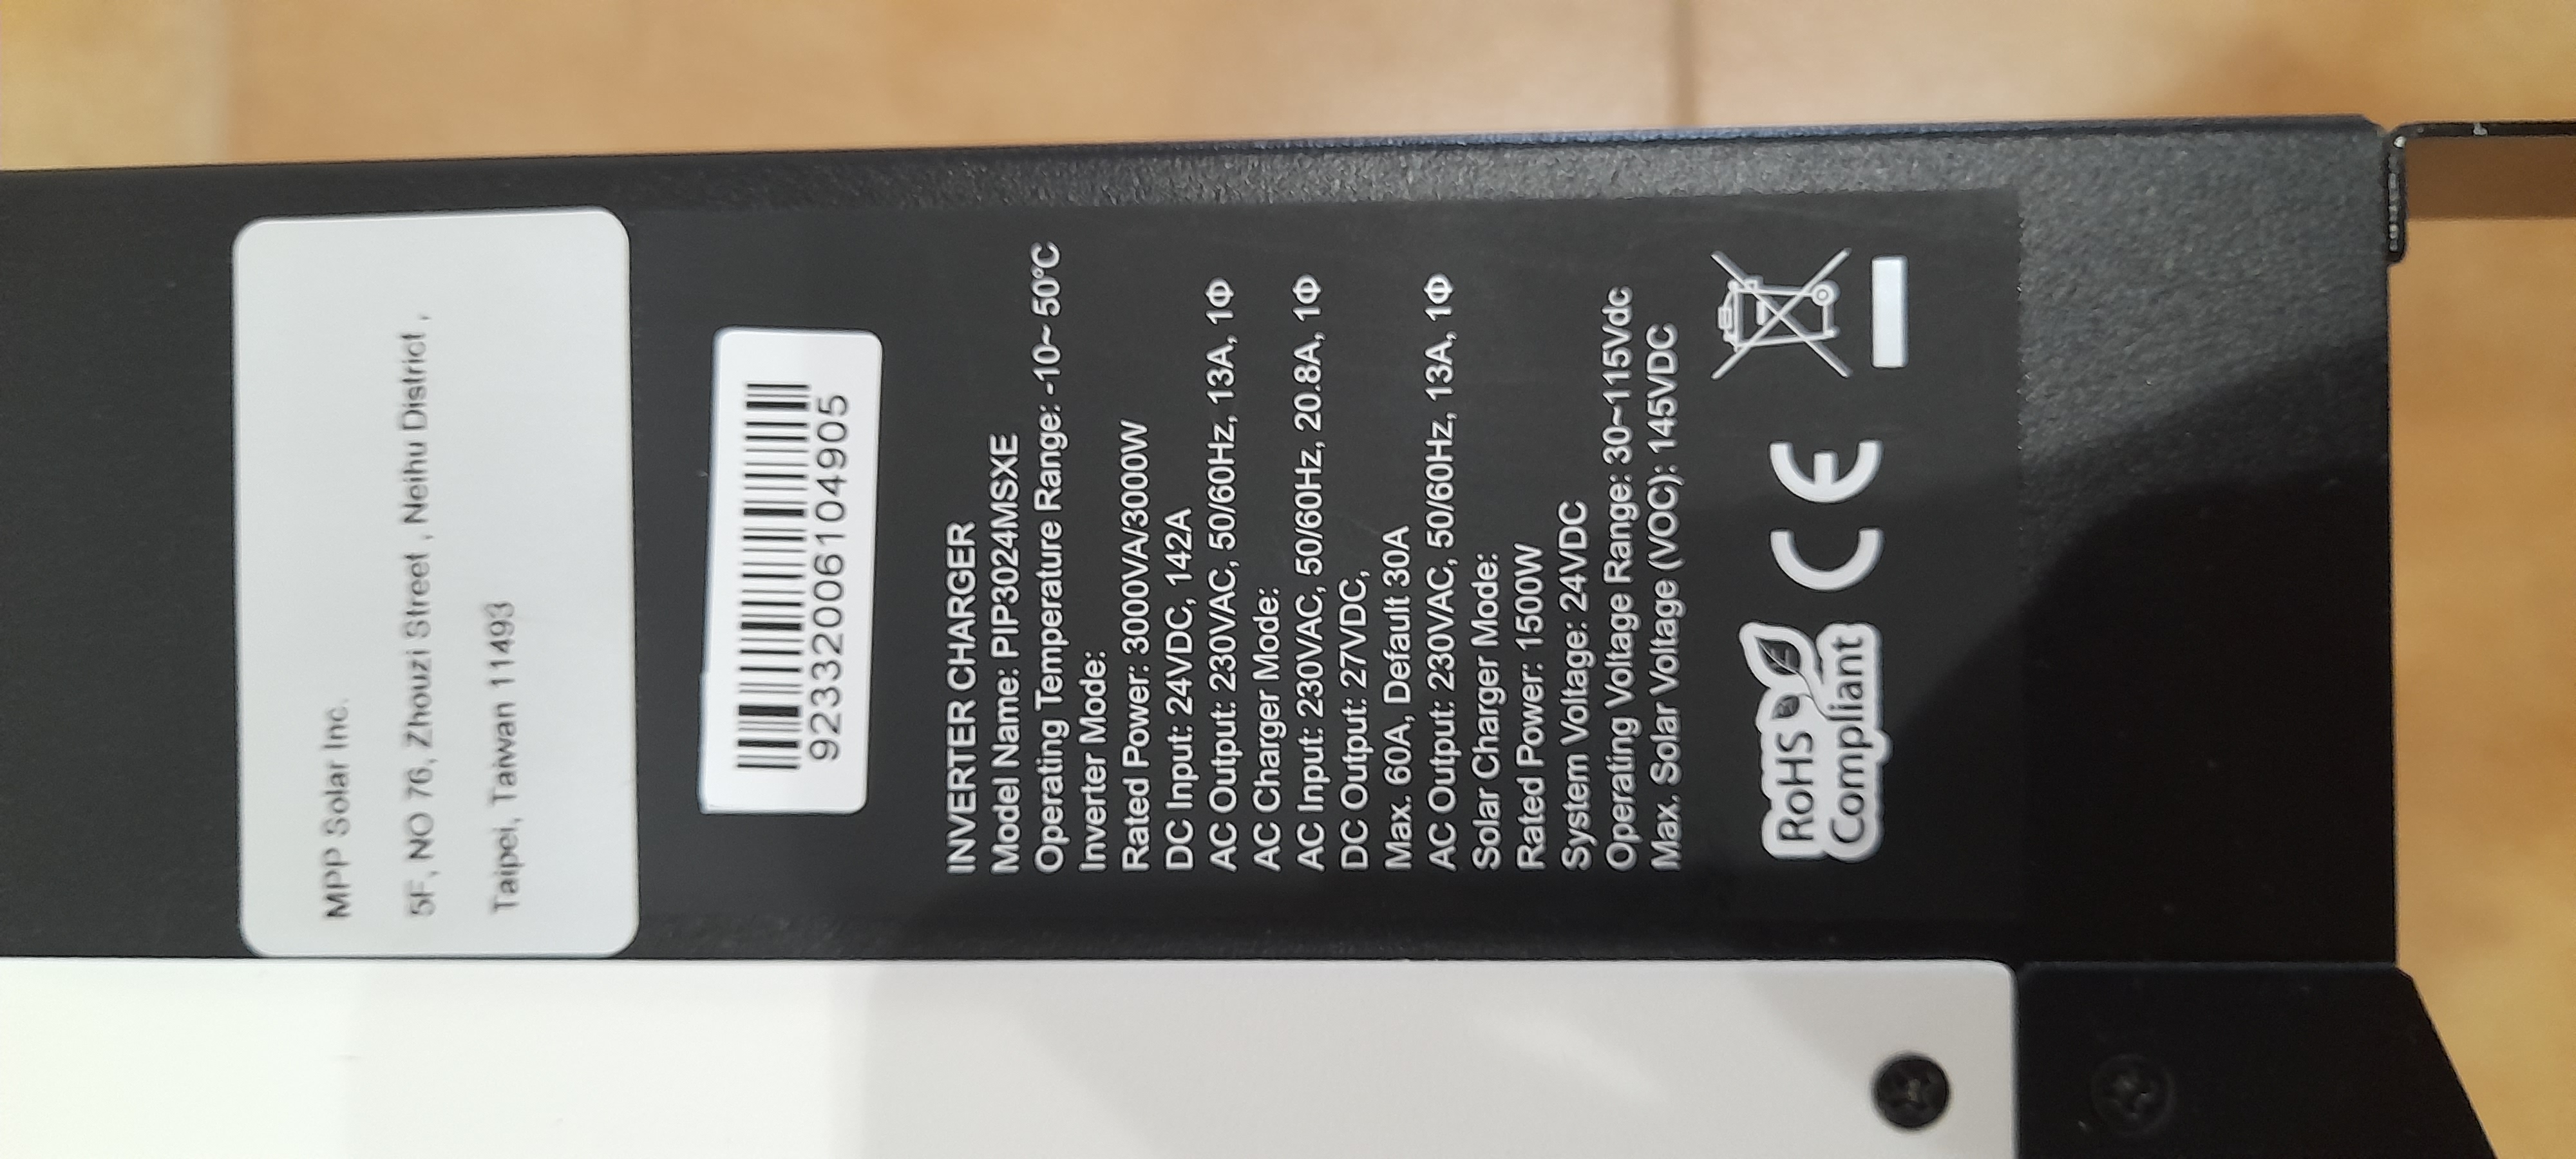 MPP Solar Inc.
5F, NO 76, Zhouzi Street , Neihu District ,
Taipei, Taiwan 11493
92332006104905
INVERTER CHARGER
Model Name: PIP3024MSXE
Operating Temperature Range: -10~ 50°C
Inverter Mode:
Rated Power: 3000VA/3000W
DC Input: 24VDC, 142A
AC Output: 230VAC, 50/60Hz, 13A, 1Φ
AC Charger Mode:
AC Input: 230VAC, 50/60Hz, 20.8A, 1Φ
DC Output: 27VDC,
Max. 60A, Default 30A
AC Output: 230VAC, 50/60Hz, 13A, 1Φ
Solar Charger Mode:
Rated Power: 1500W
System Voltage: 24VDC
Operating Voltage Range: 30~115Vdc
Max. Solar Voltage (VOC): 145VDC
RoHS
Compliant
CE